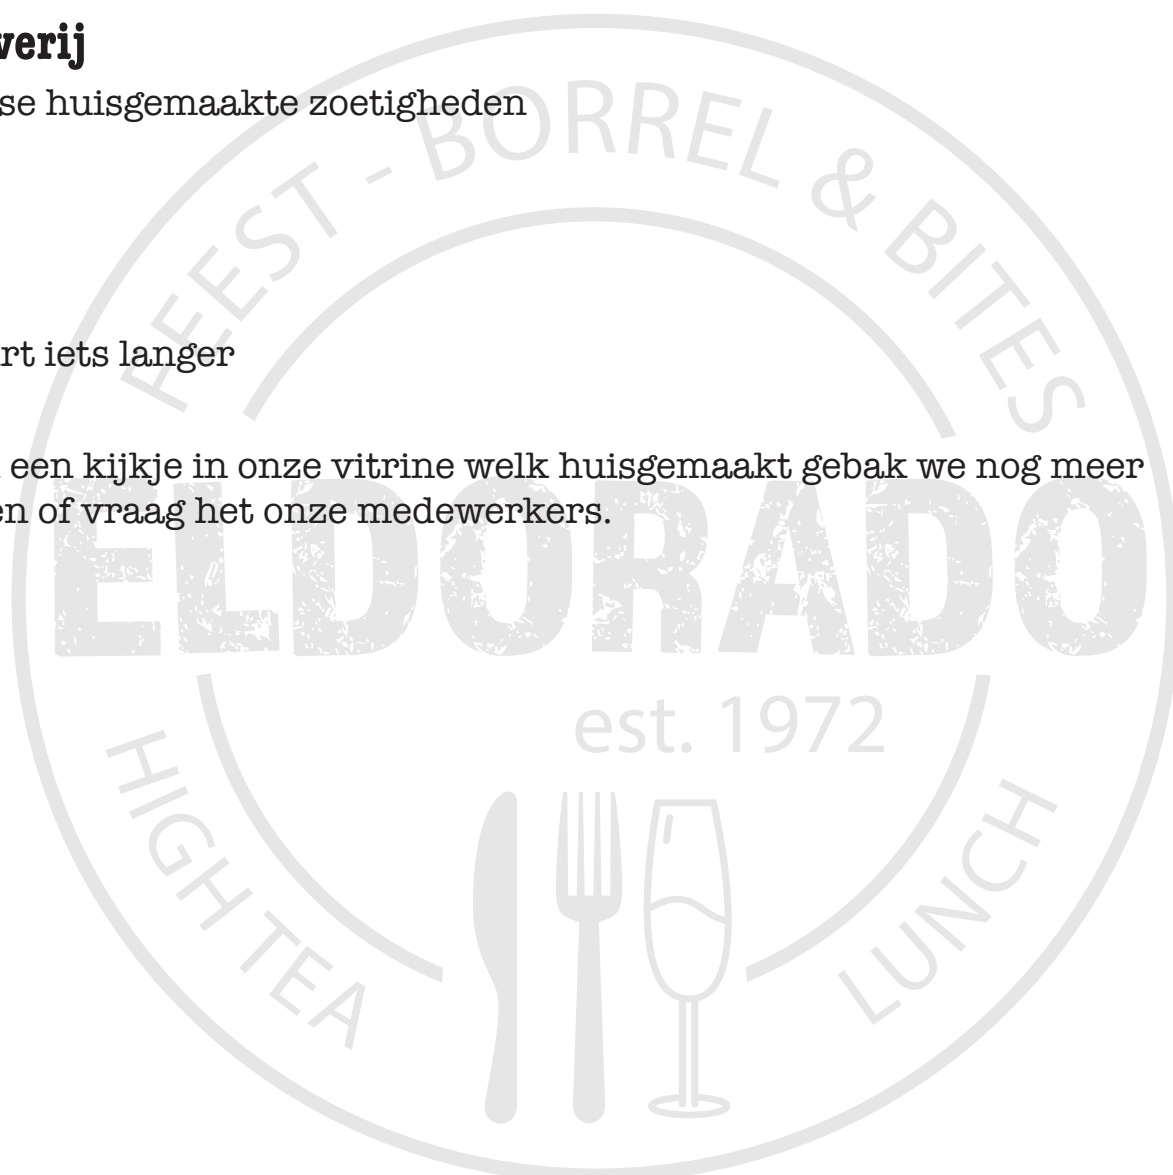 verij
se huisgemaakte zoetigheden
FEEST - BORREL & BITES
rt iets langer
een kijkje in onze vitrine welk huisgemaakt gebak we nog meer
en of vraag het onze medewerkers.
ELDORADO
est. 1972
HIGH TEA
LUNCH